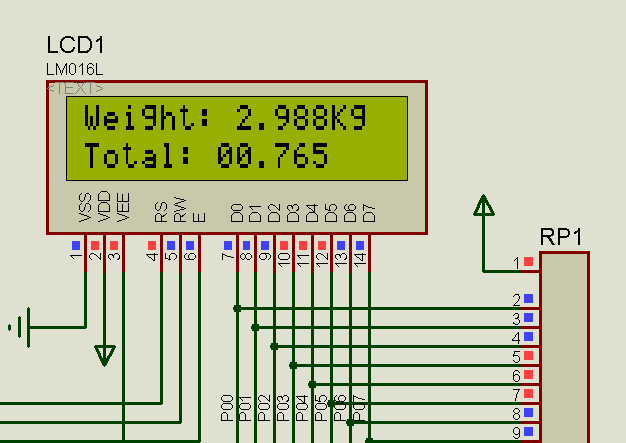 LCD1
LM016L
<TEXT>
Weight: 2.988Kg
Total: 00.765
VSS VDD VEE RS RW E D0 D1 D2 D3 D4 D5 D6 D7
1 2 3 4 5 6 7 8 9 10 11 12 13 14
RP1
1
2
3
4
5
6
7
8
9
P00 P01 P02 P03 P04 P05 P06 P07